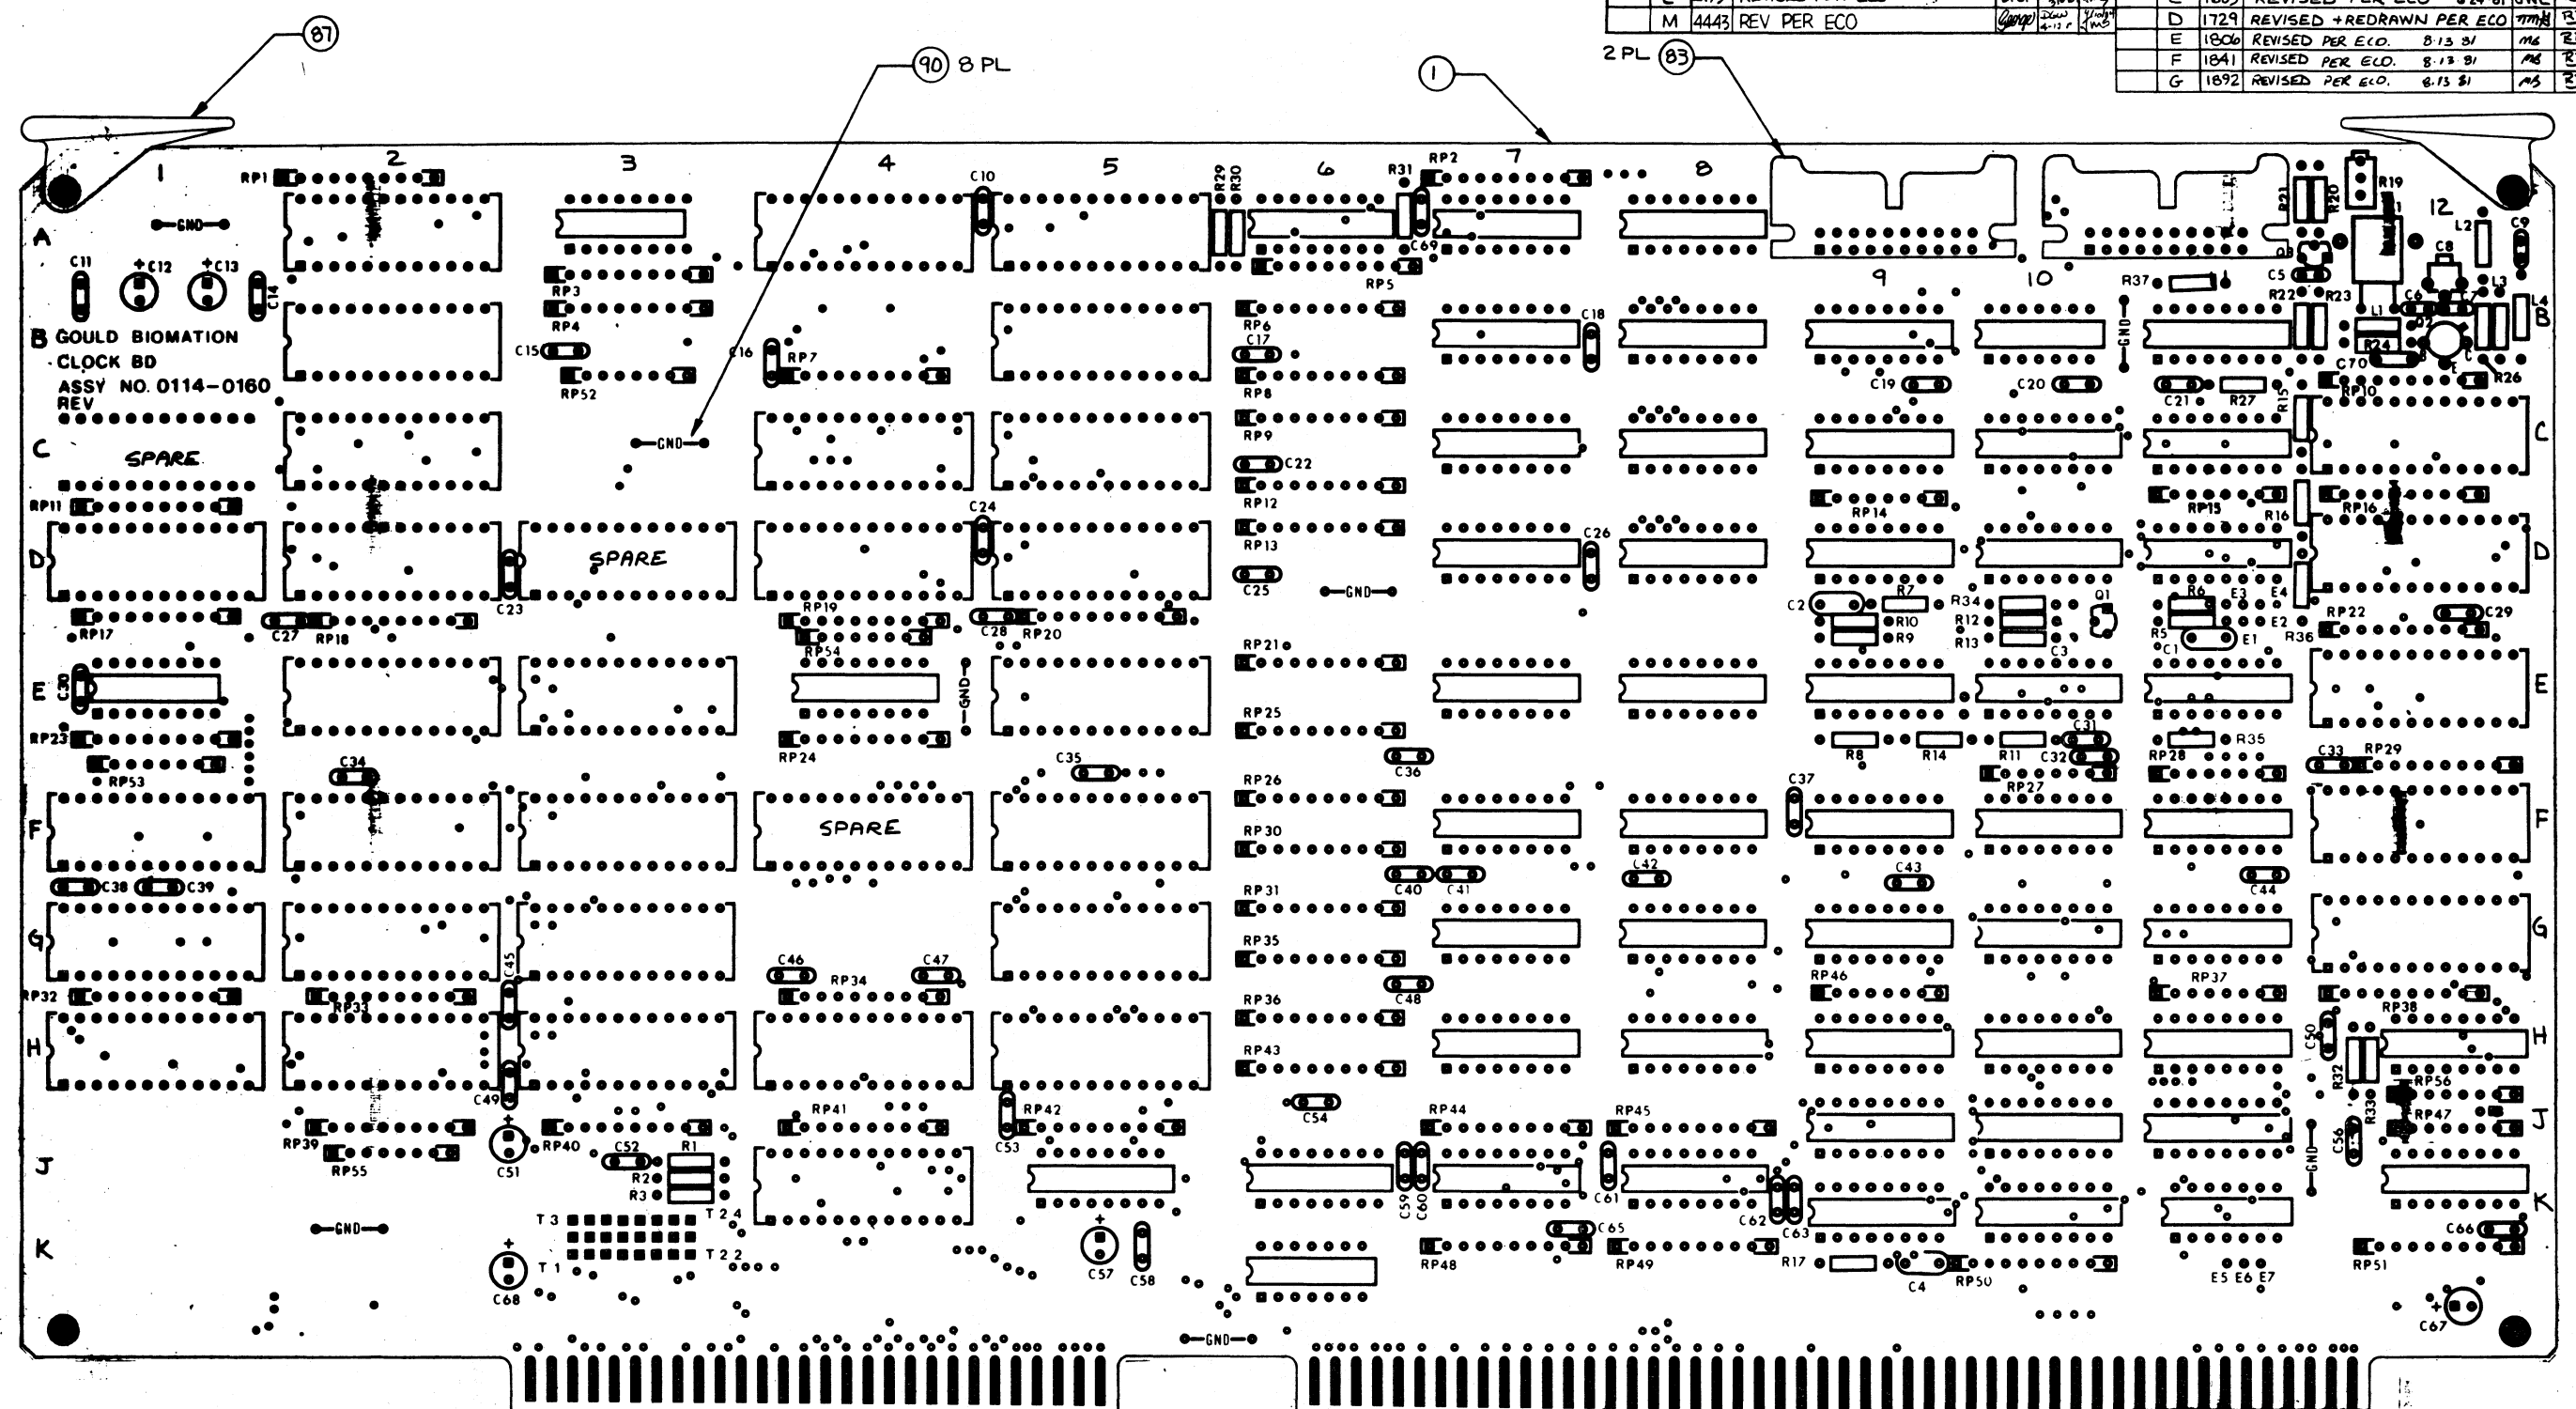 M 4443 REV PER ECO
D 1729 REVISED + REDRAWN PER ECO
E 1806 REVISED PER ECO. 8-13-81 MB
F 1841 REVISED PER ECO. 8-13-81 MB
G 1892 REVISED PER ECO. 8-13-81 MB
87
90 8 PL
1
2 PL 83
1 2 3 4 5 6 7 8 9 10 12
RP1 C10 R29 R30 R31 RP2 R21 R20 R19 L2 C9
A GND C69 C8
C11 +C12 +C13 C14 RP3 RP5 R37 C5 L3
RP4 RP6 C18 R22 R23 C6 C7 L4
B GOULD BIOMATION C15 C16 RP7 C17 GND L1 Q2 B
CLOCK BD R24 C
ASSY NO. 0114-0160 RP52 RP8 C19 C20 C21 R27 R15 C70 RP10 E R26
REV
C SPARE GND RP9 C22 C
RP11 C24 RP12 RP14 RP15 R16 RP16
D SPARE RP13 C26 D
C23 C25 GND
RP17 C27 RP18 RP19 C28 RP20 C2 R7 R34 Q1 R6 E3 E4 RP22 C29
R10 R12 R5 E2 R36
RP54 RP21 R9 R13 C3 C1 E1
E C30 GND E
RP23 RP24 RP25 R8 R14 R11 C31 R35
RP53 C34 C35 C36 C32 RP28 C33 RP29
RP26 C37 RP27
F SPARE RP30 F
C38 C39 RP31 C40 C41 C42 C43 C44
G RP35 G
RP32 RP33 C45 C46 RP34 C47 C48 RP46 RP37
RP36 RP38
H RP43 C50 H
C49 C54 R32 RP56
RP39 + C51 RP40 RP41 C53 RP42 RP44 RP45 R33 RP47 J
J RP55 C52 R1 C56
R2 GND
R3 C59 C60 C61 C62 C63 K
GND T3 T24 + C65 C66
K T1 T22 C57 C58 RP48 RP49 R17 C4 RP50 E5 E6 E7 RP51
+ C68 + C67
GND